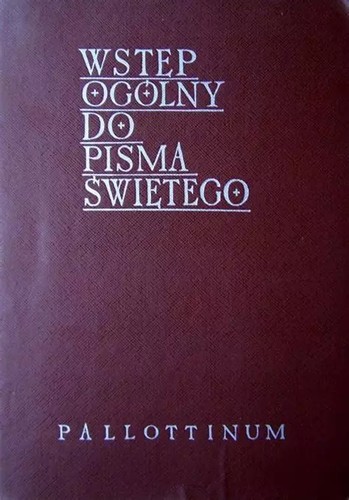 WSTĘP
OGÓLNY
DO
PISMA
ŚWIĘTEGO
PALLOTTINUM